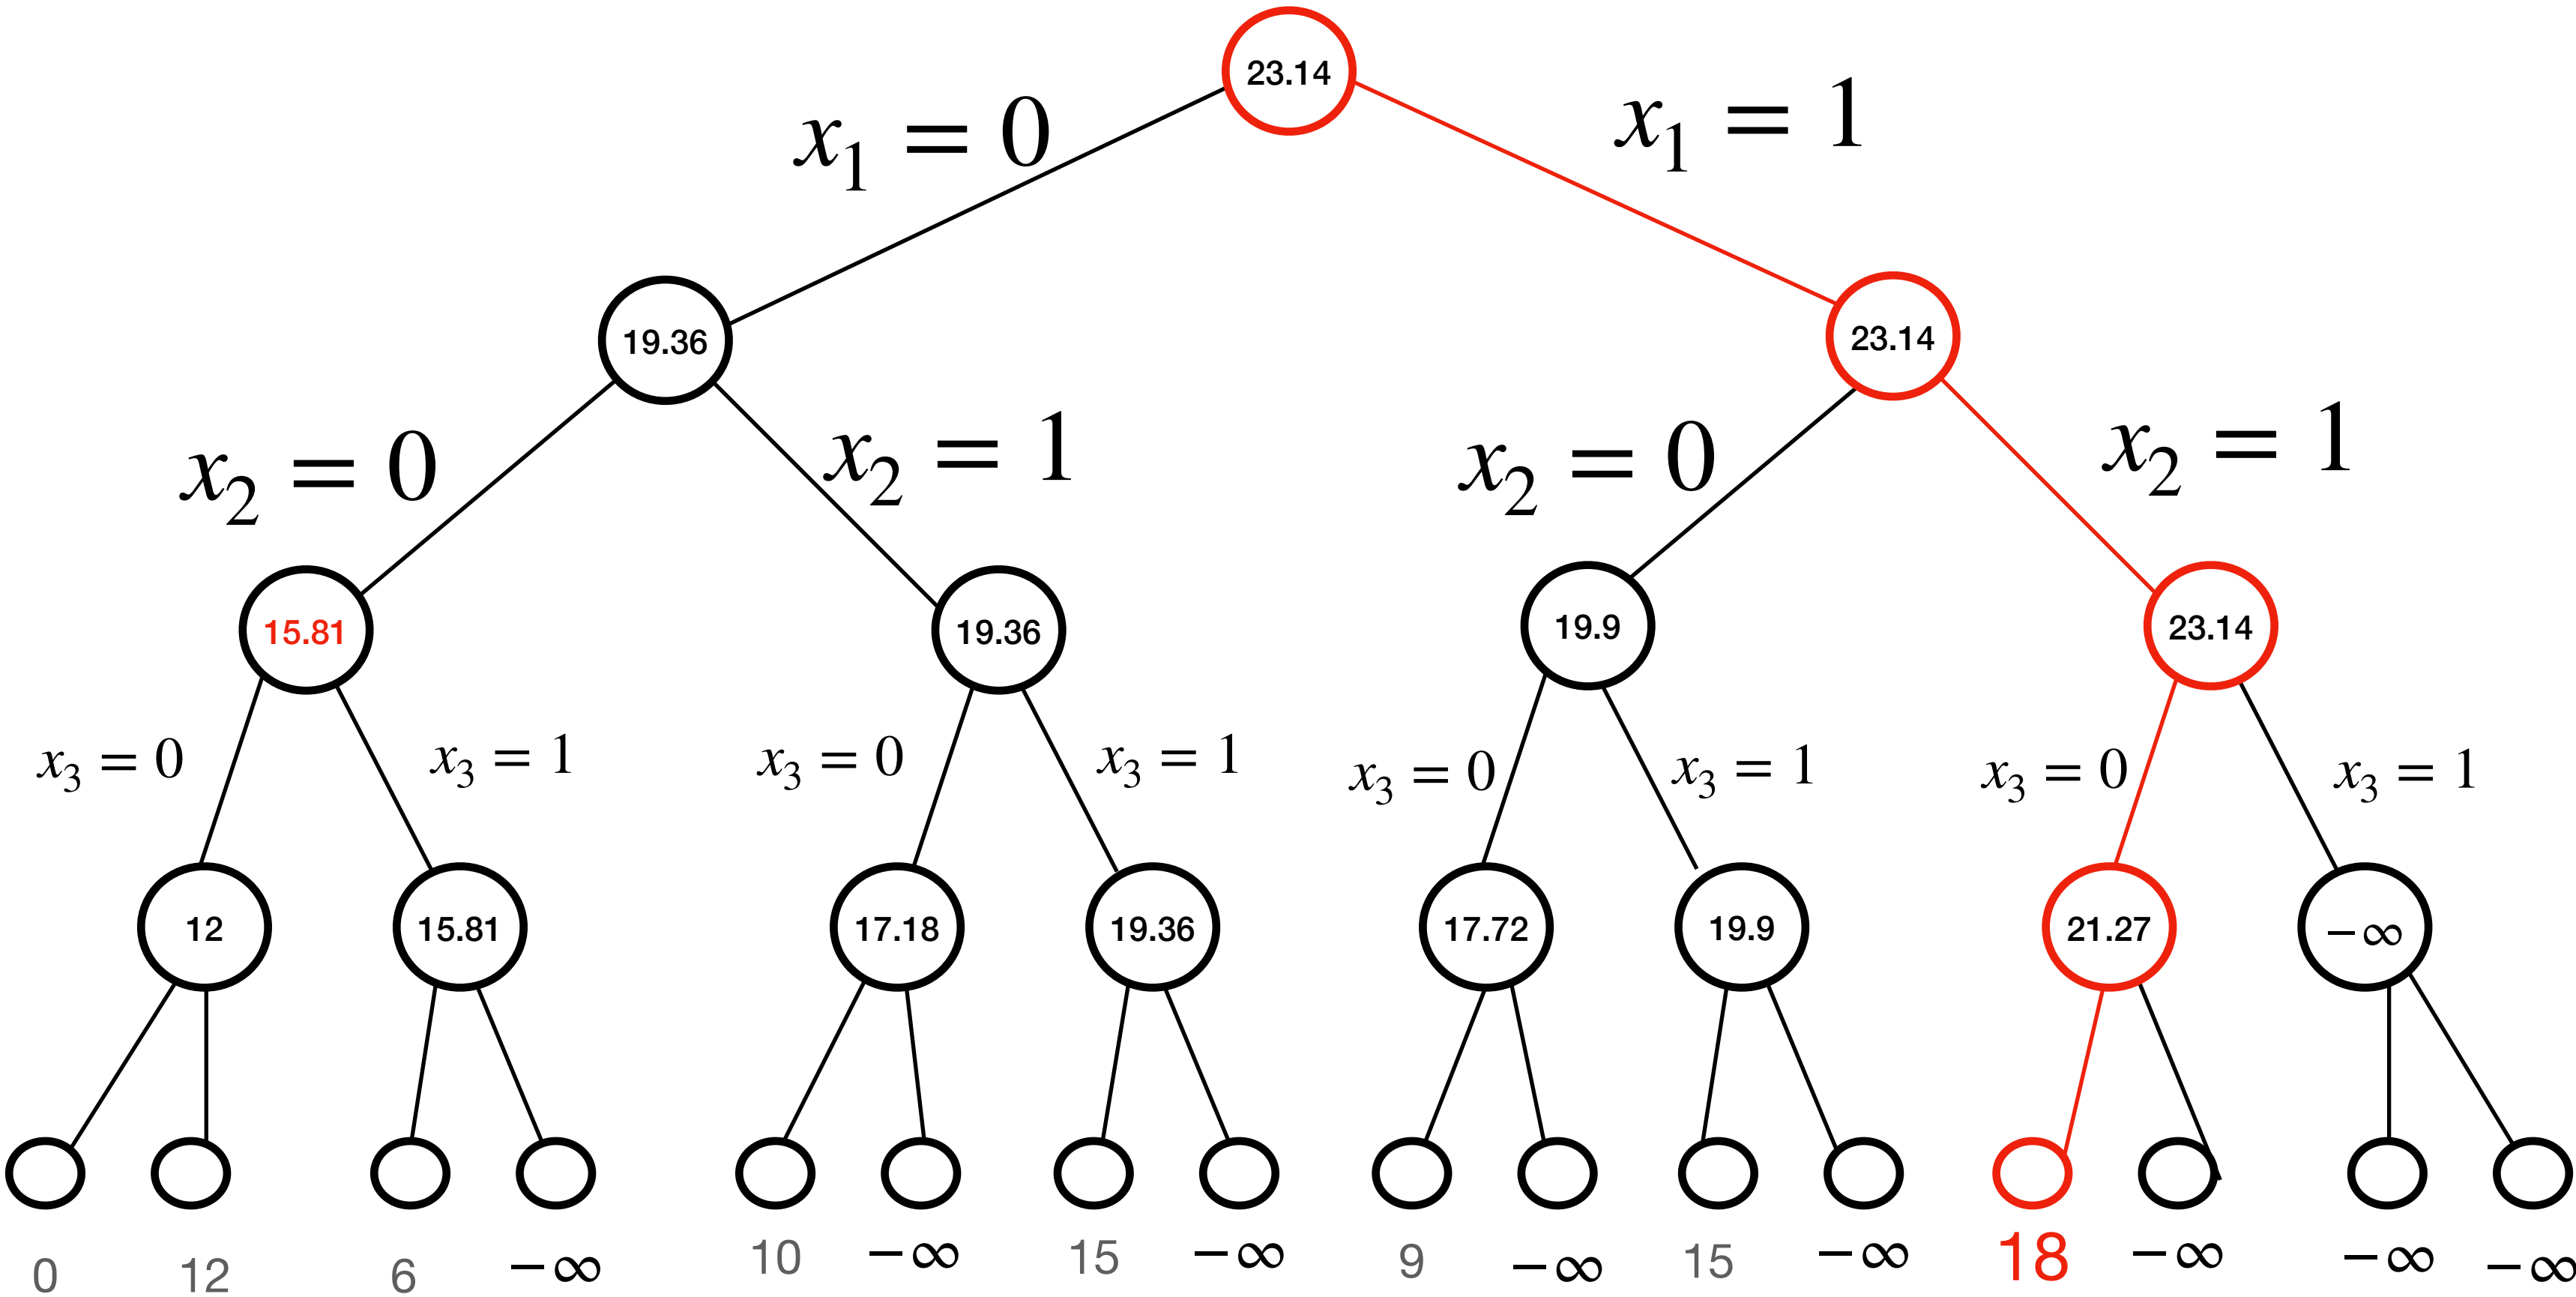 23.14
x₁ = 0
x₁ = 1
19.36
23.14
x₂ = 0
x₂ = 1
x₂ = 0
x₂ = 1
15.81
19.36
19.9
23.14
x₃ = 0
x₃ = 1
x₃ = 0
x₃ = 1
x₃ = 0
x₃ = 1
x₃ = 0
x₃ = 1
12
15.81
17.18
19.36
17.72
19.9
21.27
−∞
0
12
6
−∞
10
−∞
15
−∞
9
−∞
15
−∞
18
−∞
−∞
−∞